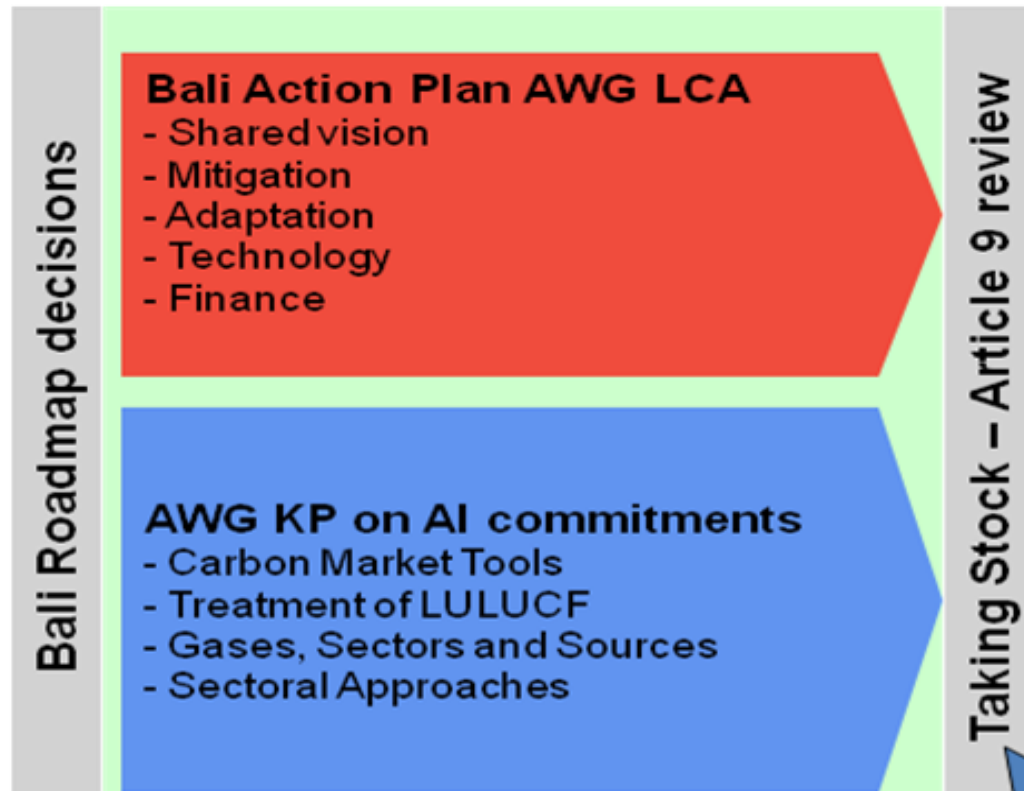 Bali Roadmap decisions
Bali Action Plan AWG LCA
- Shared vision
- Mitigation
- Adaptation
- Technology
- Finance
AWG KP on AI commitments
- Carbon Market Tools
- Treatment of LULUCF
- Gases, Sectors and Sources
- Sectoral Approaches
Taking Stock – Article 9 review